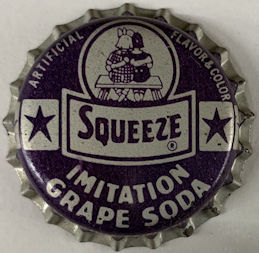 ARTIFICIAL FLAVOR & COLOR
SQUEEZE ®
IMITATION
GRAPE SODA